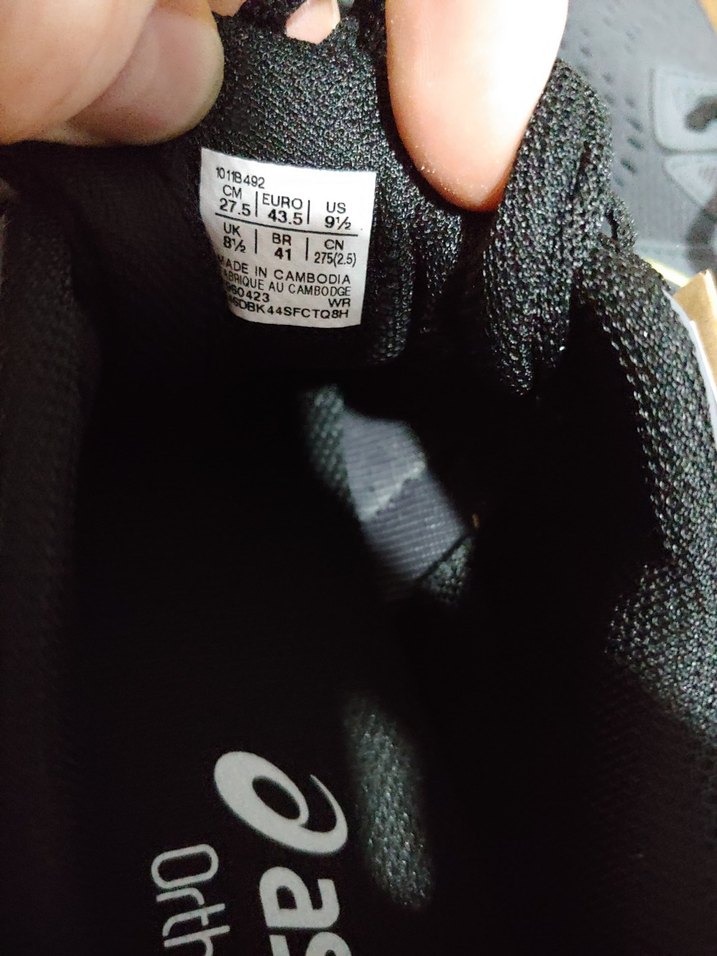 1011B492
CM EURO US
27.5 43.5 9½
UK BR CN
8½ 41 275(2.5)
MADE IN CAMBODIA
FABRIQUE AU CAMBODGE
WR
as
Orth